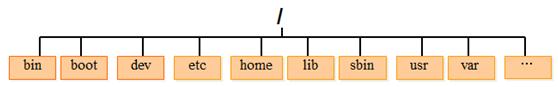 /
bin boot dev etc home lib sbin usr var ...